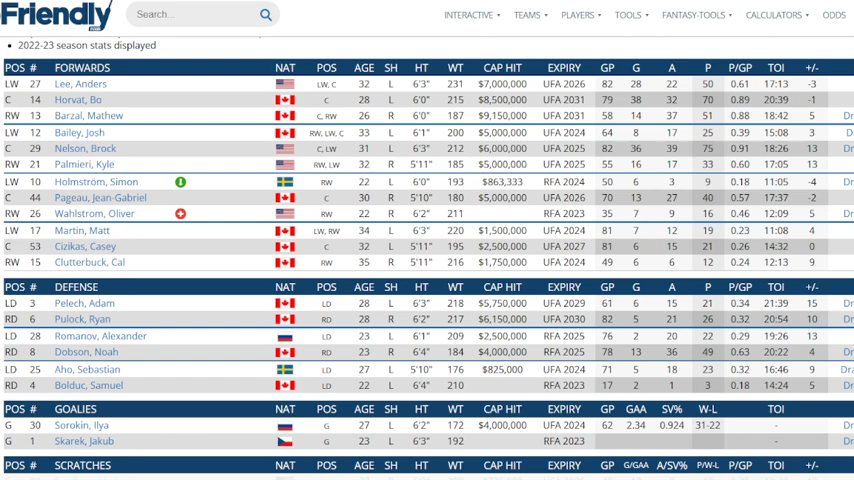 Friendly Search... INTERACTIVE TEAMS PLAYERS TOOLS FANTASY-TOOLS CALCULATORS ODDS
2022-23 season stats displayed
POS # FORWARDS NAT POS AGE SH HT WT CAP HIT EXPIRY GP G A P P/GP TOI +/-
LW 27 Lee, Anders LW, C 32 L 6'3" 231 $7,000,000 UFA 2026 82 28 22 50 0.61 17:13 -3
C 14 Horvat, Bo C 28 L 6'0" 215 $8,500,000 UFA 2031 79 38 32 70 0.89 20:39 -1
RW 13 Barzal, Mathew C, RW 26 R 6'0" 187 $9,150,000 UFA 2031 58 14 37 51 0.88 18:42 5 Dr
LW 12 Bailey, Josh RW, LW, C 33 L 6'1" 200 $5,000,000 UFA 2024 64 8 17 25 0.39 15:08 3 D
C 29 Nelson, Brock C, LW 31 L 6'3" 212 $6,000,000 UFA 2025 82 36 39 75 0.91 18:26 13 Dr
RW 21 Palmieri, Kyle RW, LW 32 R 5'11" 185 $5,000,000 UFA 2025 55 16 17 33 0.60 17:05 13 Dr
LW 10 Holmström, Simon RW 22 L 6'0" 193 $863,333 RFA 2024 50 6 3 9 0.18 11:05 -4 Dr
C 44 Pageau, Jean-Gabriel C 30 R 5'10" 180 $5,000,000 UFA 2026 70 13 27 40 0.57 17:37 -2
RW 26 Wahlstrom, Oliver RW 22 R 6'2" 211 RFA 2023 35 7 9 16 0.46 12:09 5 Dr
LW 17 Martin, Matt LW, RW 34 L 6'3" 220 $1,500,000 UFA 2024 81 7 12 19 0.23 11:08 4
C 53 Cizikas, Casey C 32 L 5'11" 195 $2,500,000 UFA 2027 81 6 15 21 0.26 14:32 0
RW 15 Clutterbuck, Cal RW 35 R 5'11" 216 $1,750,000 UFA 2024 49 6 6 12 0.24 12:13 9
POS # DEFENSE NAT POS AGE SH HT WT CAP HIT EXPIRY GP G A P P/GP TOI +/-
LD 3 Pelech, Adam LD 28 L 6'3" 218 $5,750,000 UFA 2029 61 6 15 21 0.34 21:39 15 Dr
RD 6 Pulock, Ryan RD 28 R 6'2" 217 $6,150,000 UFA 2030 82 5 21 26 0.32 20:54 10 Dr
LD 28 Romanov, Alexander LD 23 L 6'1" 209 $2,500,000 RFA 2025 76 2 20 22 0.29 19:26 13
RD 8 Dobson, Noah RD 23 R 6'4" 184 $4,000,000 RFA 2025 78 13 36 49 0.63 20:22 4 Dr
LD 25 Aho, Sebastian LD 27 L 5'10" 176 $825,000 UFA 2024 71 5 18 23 0.32 16:46 9 Dra
RD 4 Bolduc, Samuel LD 22 L 6'4" 210 RFA 2023 17 2 1 3 0.18 14:24 5 Dr
POS # GOALIES NAT POS AGE SH HT WT CAP HIT EXPIRY GP GAA SV% W-L TOI
G 30 Sorokin, Ilya G 27 L 6'2" 172 $4,000,000 UFA 2024 62 2.34 0.924 31-22 - Dr
G 1 Skarek, Jakub G 23 L 6'3" 192 RFA 2023 - Dr
POS # SCRATCHES NAT POS AGE SH HT WT CAP HIT EXPIRY GP G/GAA A/SV% P/W-L P/GP TOI +/-